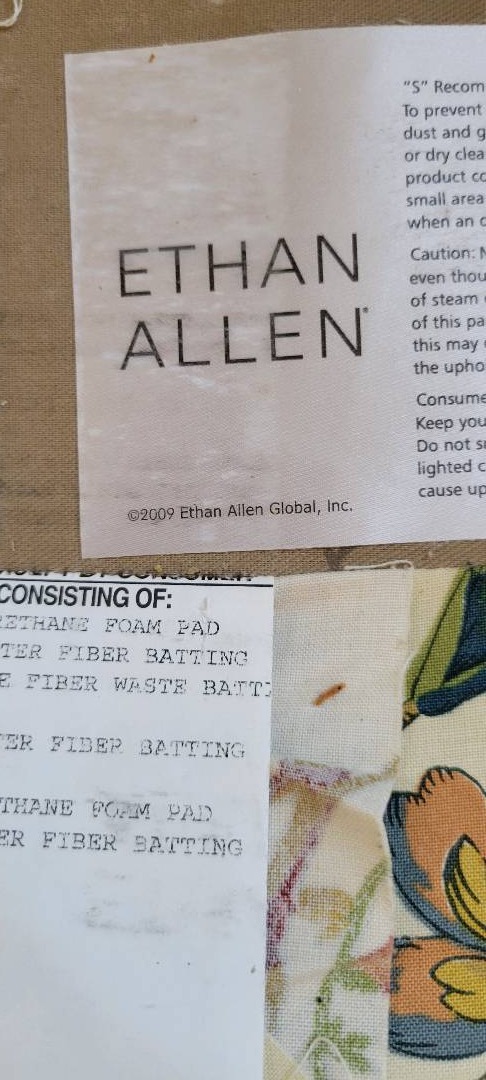 ETHAN
ALLEN®
©2009 Ethan Allen Global, Inc.
"S" Recom
To prevent
dust and g
or dry clea
product co
small area
when an o
Caution: N
even thou
of steam
of this pa
this may
the upho
Consume
Keep you
Do not s
lighted c
cause up
CONSISTING OF:
ETHANE FOAM PAD
TER FIBER BATTING
E FIBER WASTE BATT
ER FIBER BATTING
THANE FOAM PAD
ER FIBER BATTING